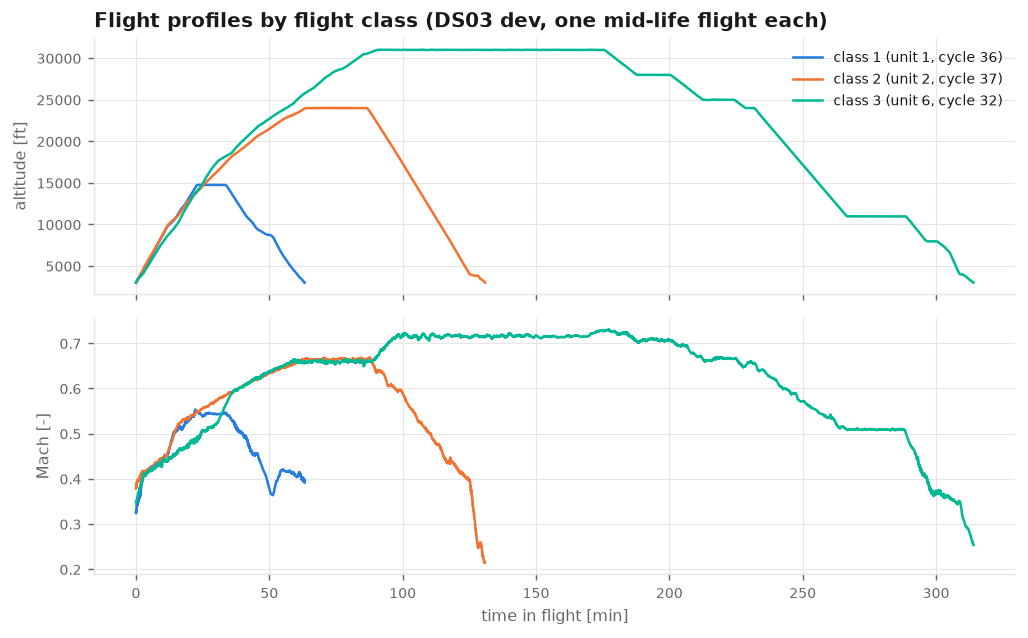 Flight profiles by flight class (DS03 dev, one mid-life flight each)
altitude [ft]
30000
25000
20000
15000
10000
5000
class 1 (unit 1, cycle 36)
class 2 (unit 2, cycle 37)
class 3 (unit 6, cycle 32)
Mach [-]
0.7
0.6
0.5
0.4
0.3
0.2
0 50 100 150 200 250 300
time in flight [min]